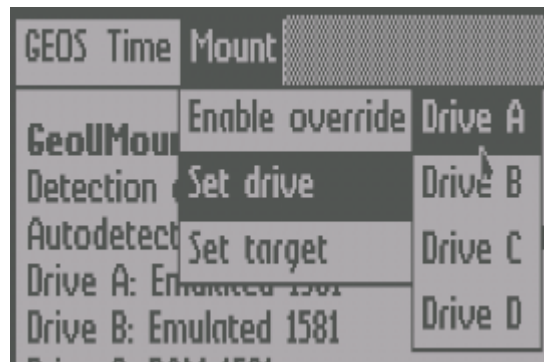 GEOS Time Mount
Enable override Drive A
Set drive Drive B
Set target Drive C
Drive D
Detection
Autodetect
Drive A: Emulated 1581
Drive B: Emulated 1581